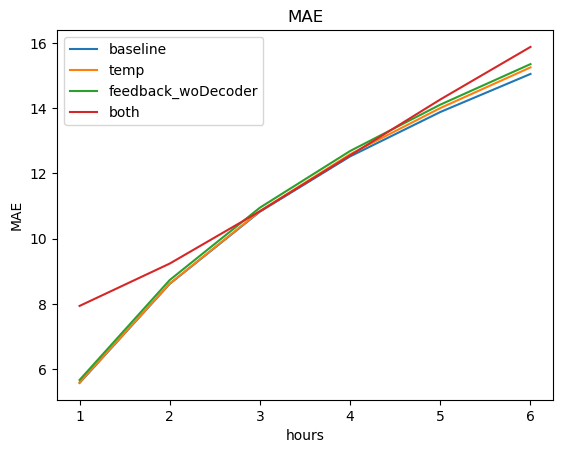 MAE
baseline
temp
feedback_woDecoder
both
MAE
16
14
12
10
8
6
1 2 3 4 5 6
hours